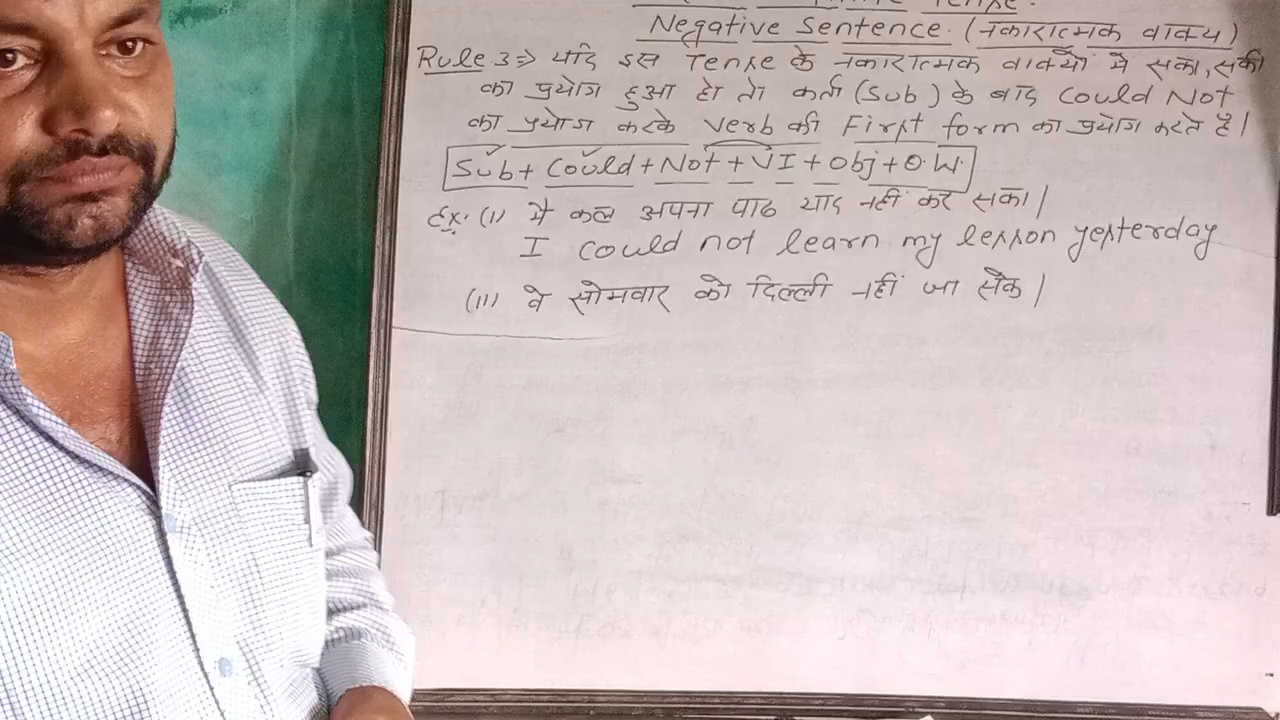 Tense.
Negative Sentence. (नकारात्मक वाक्य)
Rule 3⇒ यदि इस Tense के नकारात्मक वाक्यों मे सका, सकी
का प्रयोग हुआ हो तो कर्ता (Sub) के बाद Could Not
का प्रयोग करके Verb की First form का प्रयोग करते है।
Sub+ Could+Not+VI+Obj+O.W.
Ex. (i) मै कल अपना पाठ याद नहीं कर सका।
I could not learn my lesson yesterday
(ii) वे सोमवार को दिल्ली नहीं जा सके।